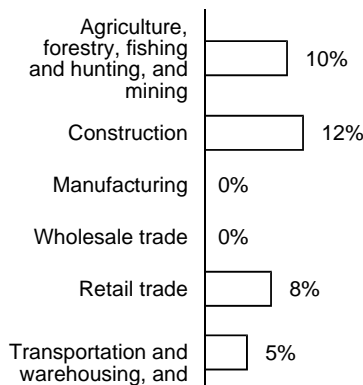 Agriculture,
forestry, fishing
and hunting, and
mining
10%
Construction
12%
Manufacturing
0%
Wholesale trade
0%
Retail trade
8%
Transportation and
warehousing, and
5%